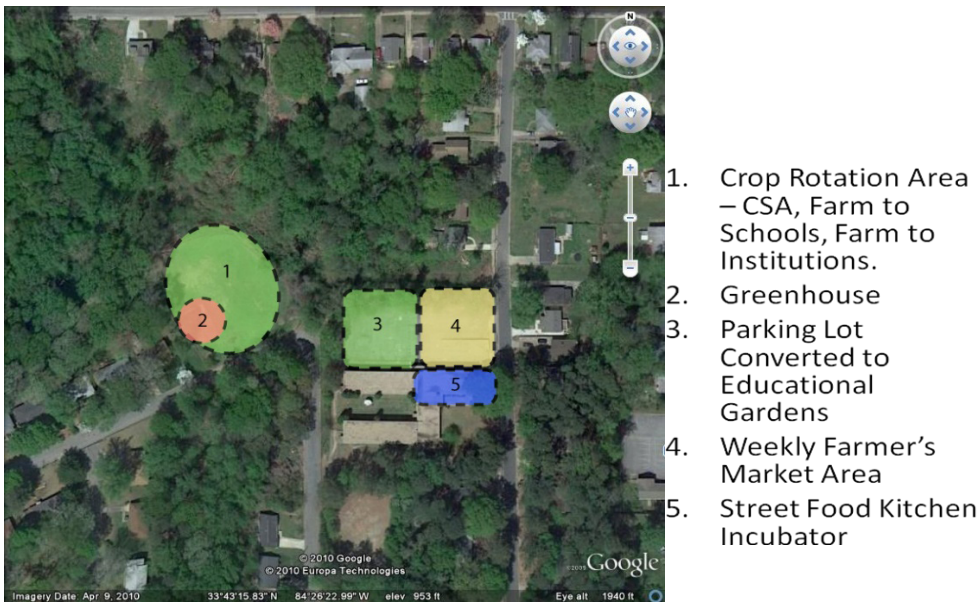 N
1
2
3
4
5
© 2010 Google
© 2010 Europa Technologies
©2009 Google
Imagery Date: Apr 9, 2010 33°43'15.83" N 84°26'22.99" W elev 953 ft Eye alt 1940 ft
1. Crop Rotation Area
– CSA, Farm to
Schools, Farm to
Institutions.
2. Greenhouse
3. Parking Lot
Converted to
Educational
Gardens
4. Weekly Farmer’s
Market Area
5. Street Food Kitchen
Incubator